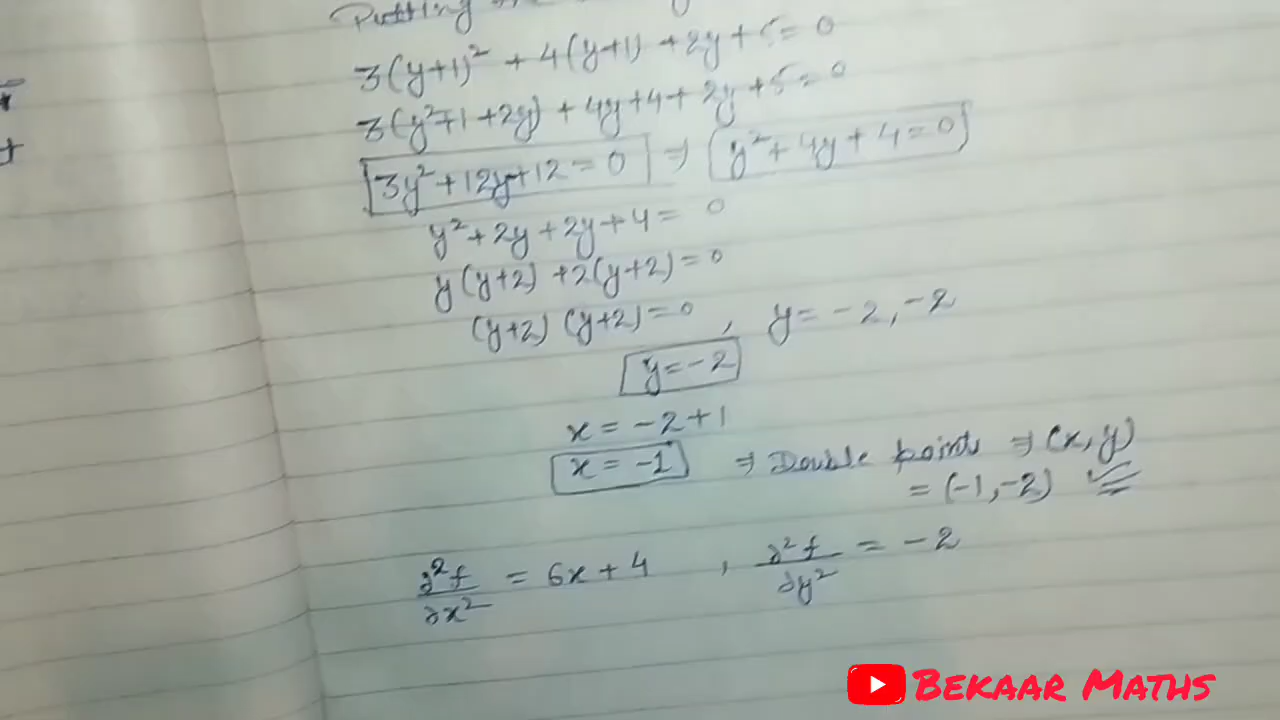 Putting
3(y+1)² + 4(y+1) + 2y + 5 = 0
3(y²+1+2y) + 4y+4+ 2y+5 = 0
3y²+12y+12 = 0 ⇒ y²+4y+4=0
y²+2y+2y+4 = 0
y(y+2) +2(y+2) = 0
(y+2) (y+2) = 0 , y = -2, -2
y = -2
x = -2+1
x = -1 ⇒ Double points ⇒ (x, y)
= (-1, -2)
∂²f/∂x² = 6x+4 , ∂²f/∂y² = -2
BEKAAR MATHS